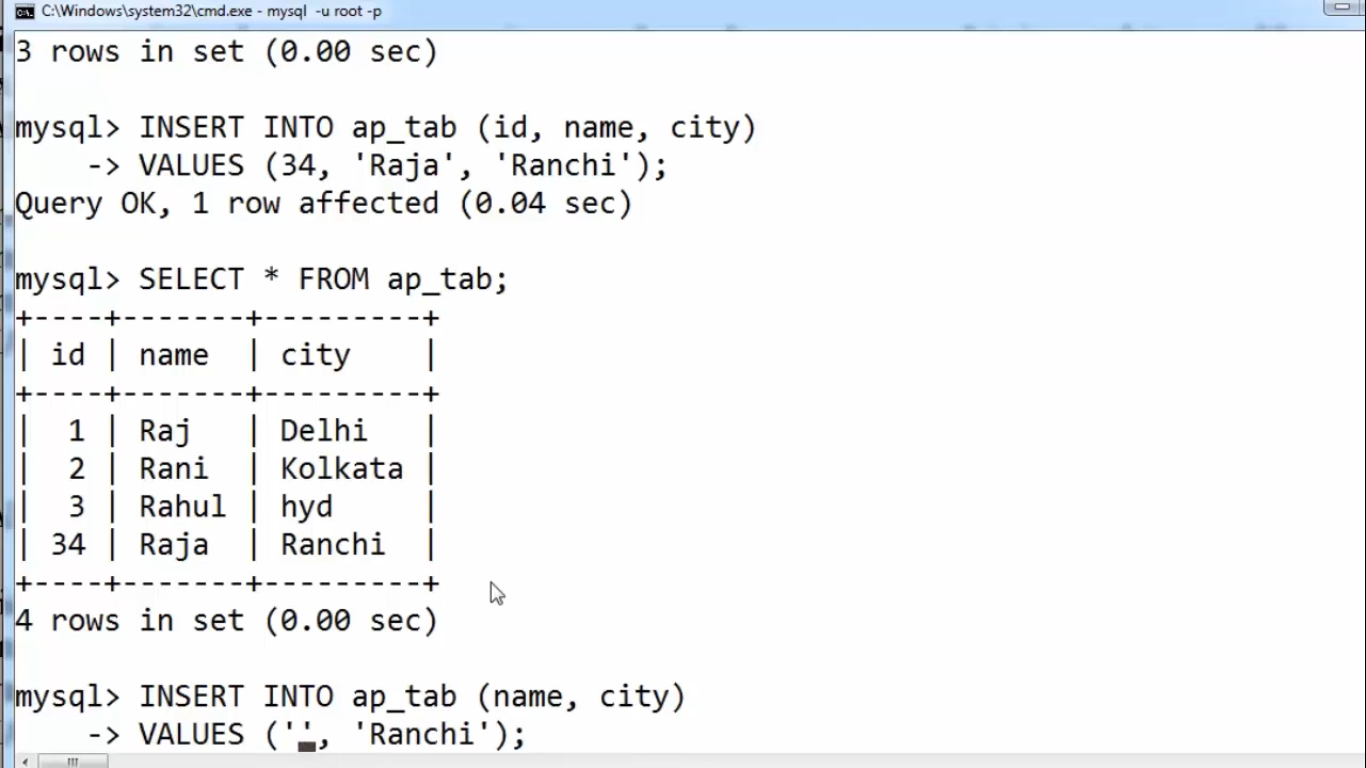 C:\Windows\system32\cmd.exe - mysql  -u root -p
3 rows in set (0.00 sec)
mysql> INSERT INTO ap_tab (id, name, city)
    -> VALUES (34, 'Raja', 'Ranchi');
Query OK, 1 row affected (0.04 sec)
mysql> SELECT * FROM ap_tab;
+----+-------+---------+
| id | name  | city    |
+----+-------+---------+
|  1 | Raj   | Delhi   |
|  2 | Rani  | Kolkata |
|  3 | Rahul | hyd     |
| 34 | Raja  | Ranchi  |
+----+-------+---------+
4 rows in set (0.00 sec)
mysql> INSERT INTO ap_tab (name, city)
    -> VALUES ('', 'Ranchi');